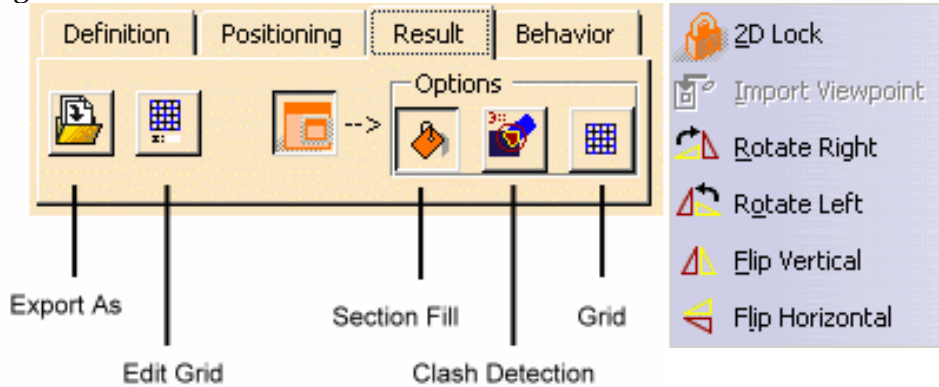 Definition
Positioning
Result
Behavior
Options
-->
Export As
Edit Grid
Section Fill
Clash Detection
Grid
2D Lock
Import Viewpoint
Rotate Right
Rotate Left
Flip Vertical
Flip Horizontal